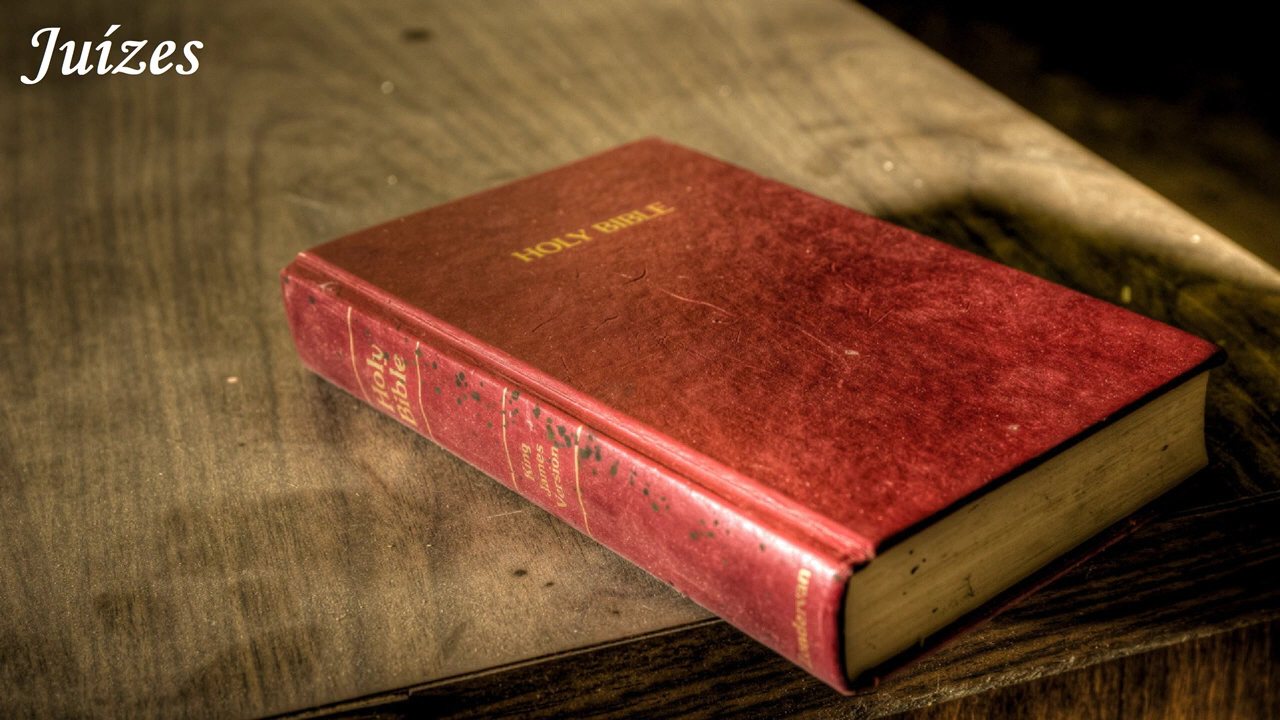 Juízes
HOLY BIBLE
Holy
Bible
King
James
Version
Zondervan